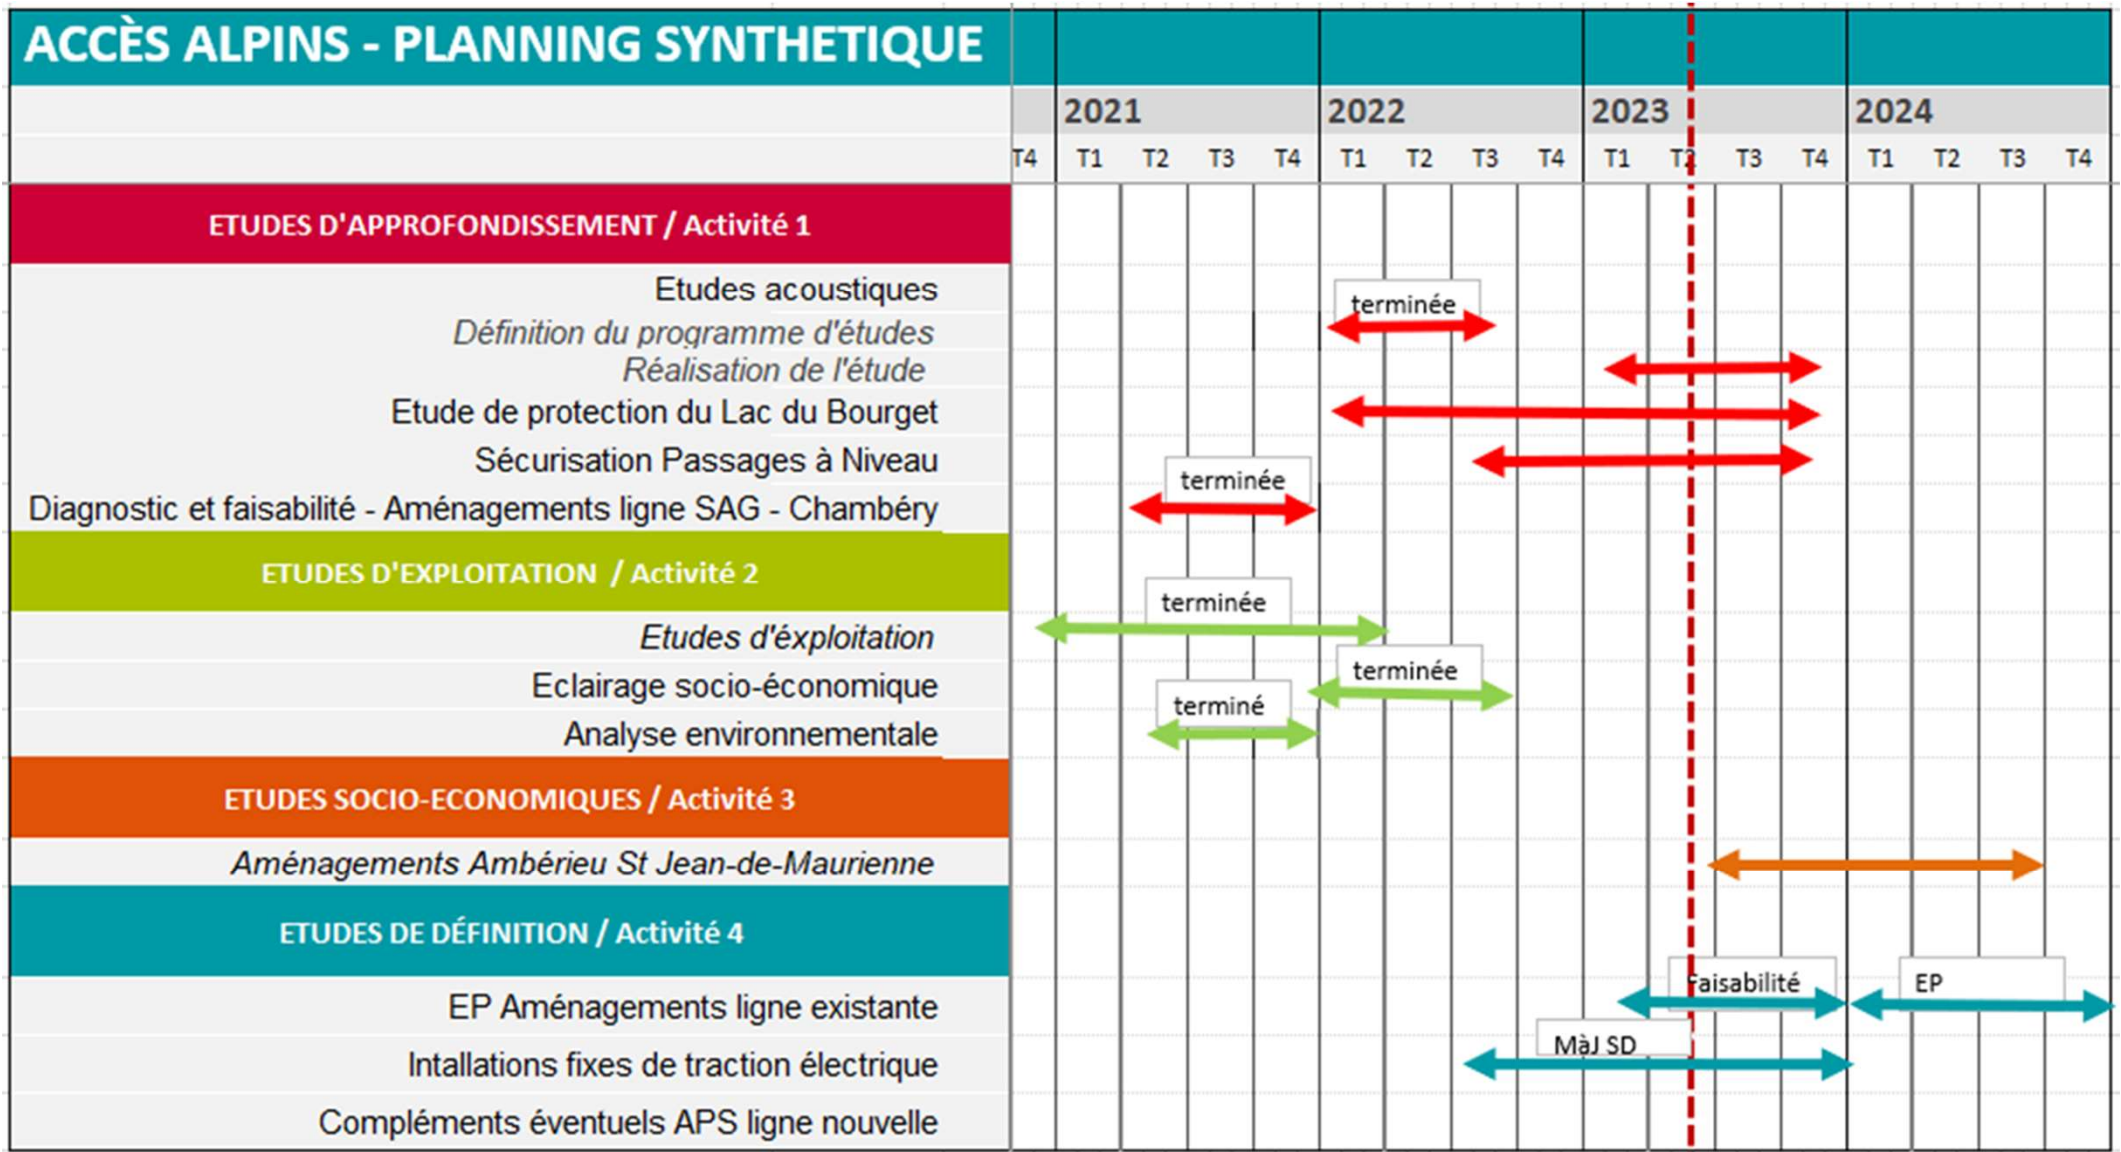 ACCÈS ALPINS - PLANNING SYNTHETIQUE
2021 2022 2023 2024
T4 T1 T2 T3 T4 T1 T2 T3 T4 T1 T2 T3 T4 T1 T2 T3 T4
ETUDES D'APPROFONDISSEMENT / Activité 1
Etudes acoustiques
terminée
Définition du programme d'études
Réalisation de l'étude
Etude de protection du Lac du Bourget
Sécurisation Passages à Niveau
terminée
Diagnostic et faisabilité - Aménagements ligne SAG - Chambéry
ETUDES D'EXPLOITATION / Activité 2
terminée
Etudes d'éxploitation
terminée
Eclairage socio-économique
terminé
Analyse environnementale
ETUDES SOCIO-ECONOMIQUES / Activité 3
Aménagements Ambérieu St Jean-de-Maurienne
ETUDES DE DÉFINITION / Activité 4
Faisabilité EP
EP Aménagements ligne existante
MàJ SD
Intallations fixes de traction électrique
Compléments éventuels APS ligne nouvelle